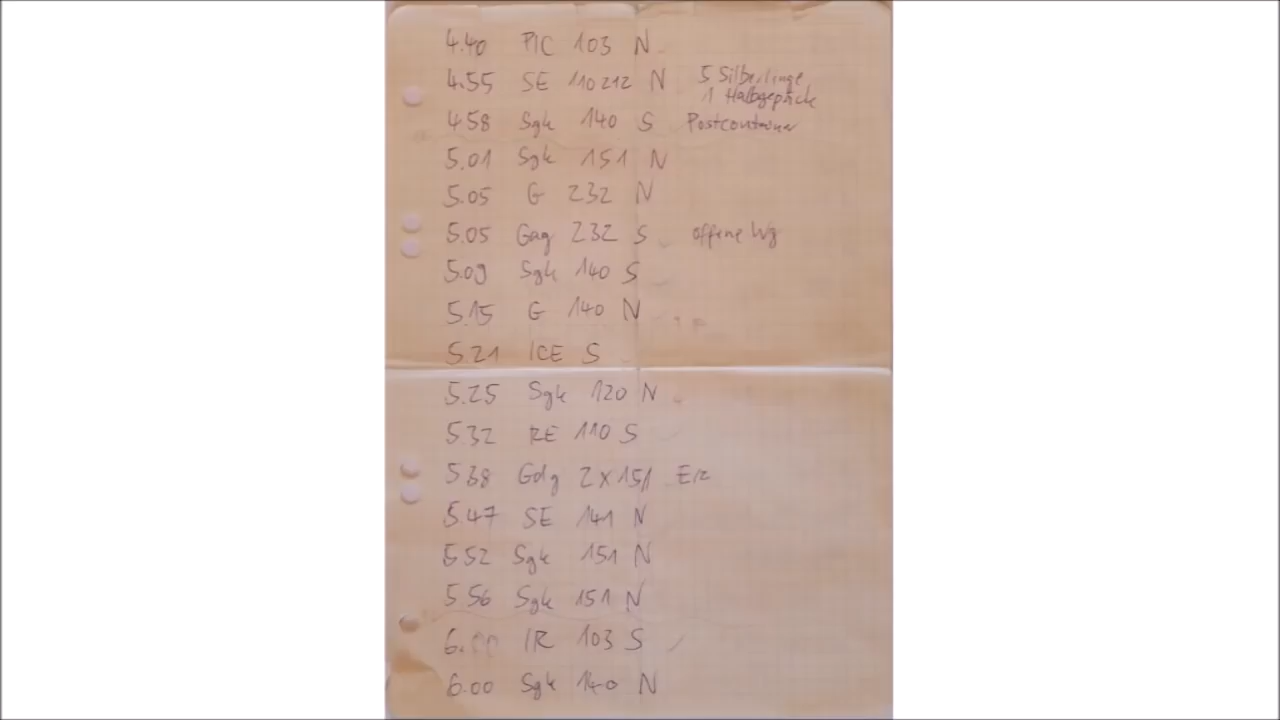 4.40 PIC 103 N
4.55 SE 110 212 N 5 Silberlinge
1 Halbgepäck
4.58 Sgk 140 S Postcontainer
5.01 Sgk 151 N
5.05 G 232 N
5.05 Gag 232 S offene Wg
5.09 Sgk 140 S
5.15 G 140 N
5.21 ICE S
5.25 Sgk 120 N
5.32 RE 110 S
5.38 Gdg 2x151 Erz
5.47 SE 141 N
5.52 Sgk 151 N
5.56 Sgk 151 N
6.00 IR 103 S
6.00 Sgk 140 N